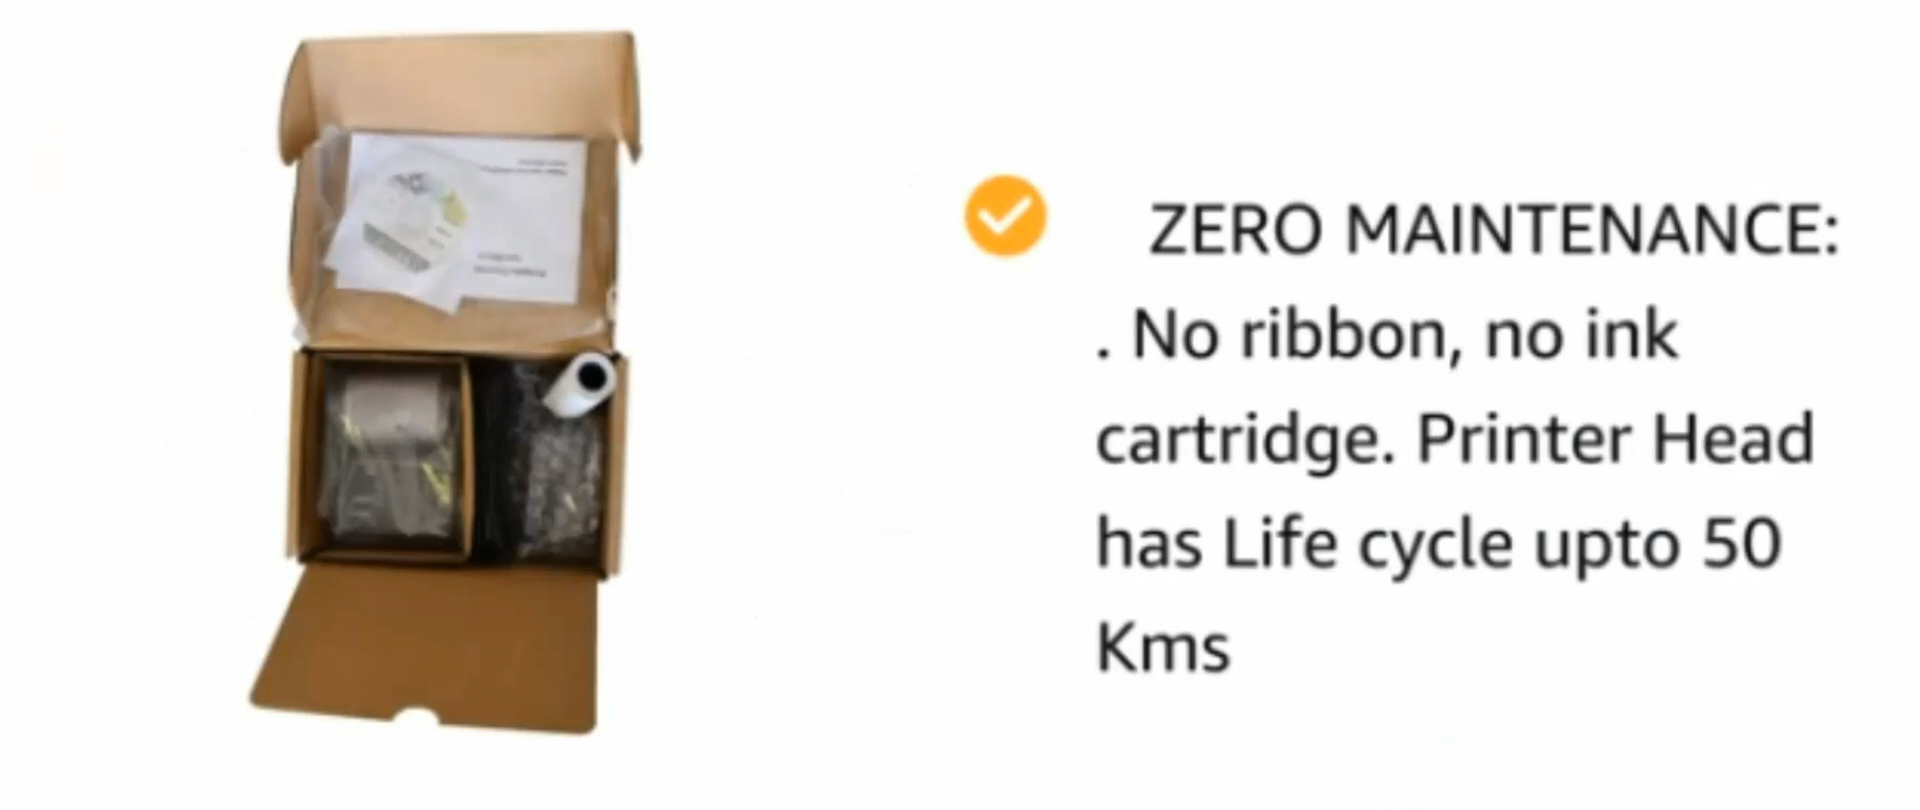 ZERO MAINTENANCE:
. No ribbon, no ink
cartridge. Printer Head
has Life cycle upto 50
Kms